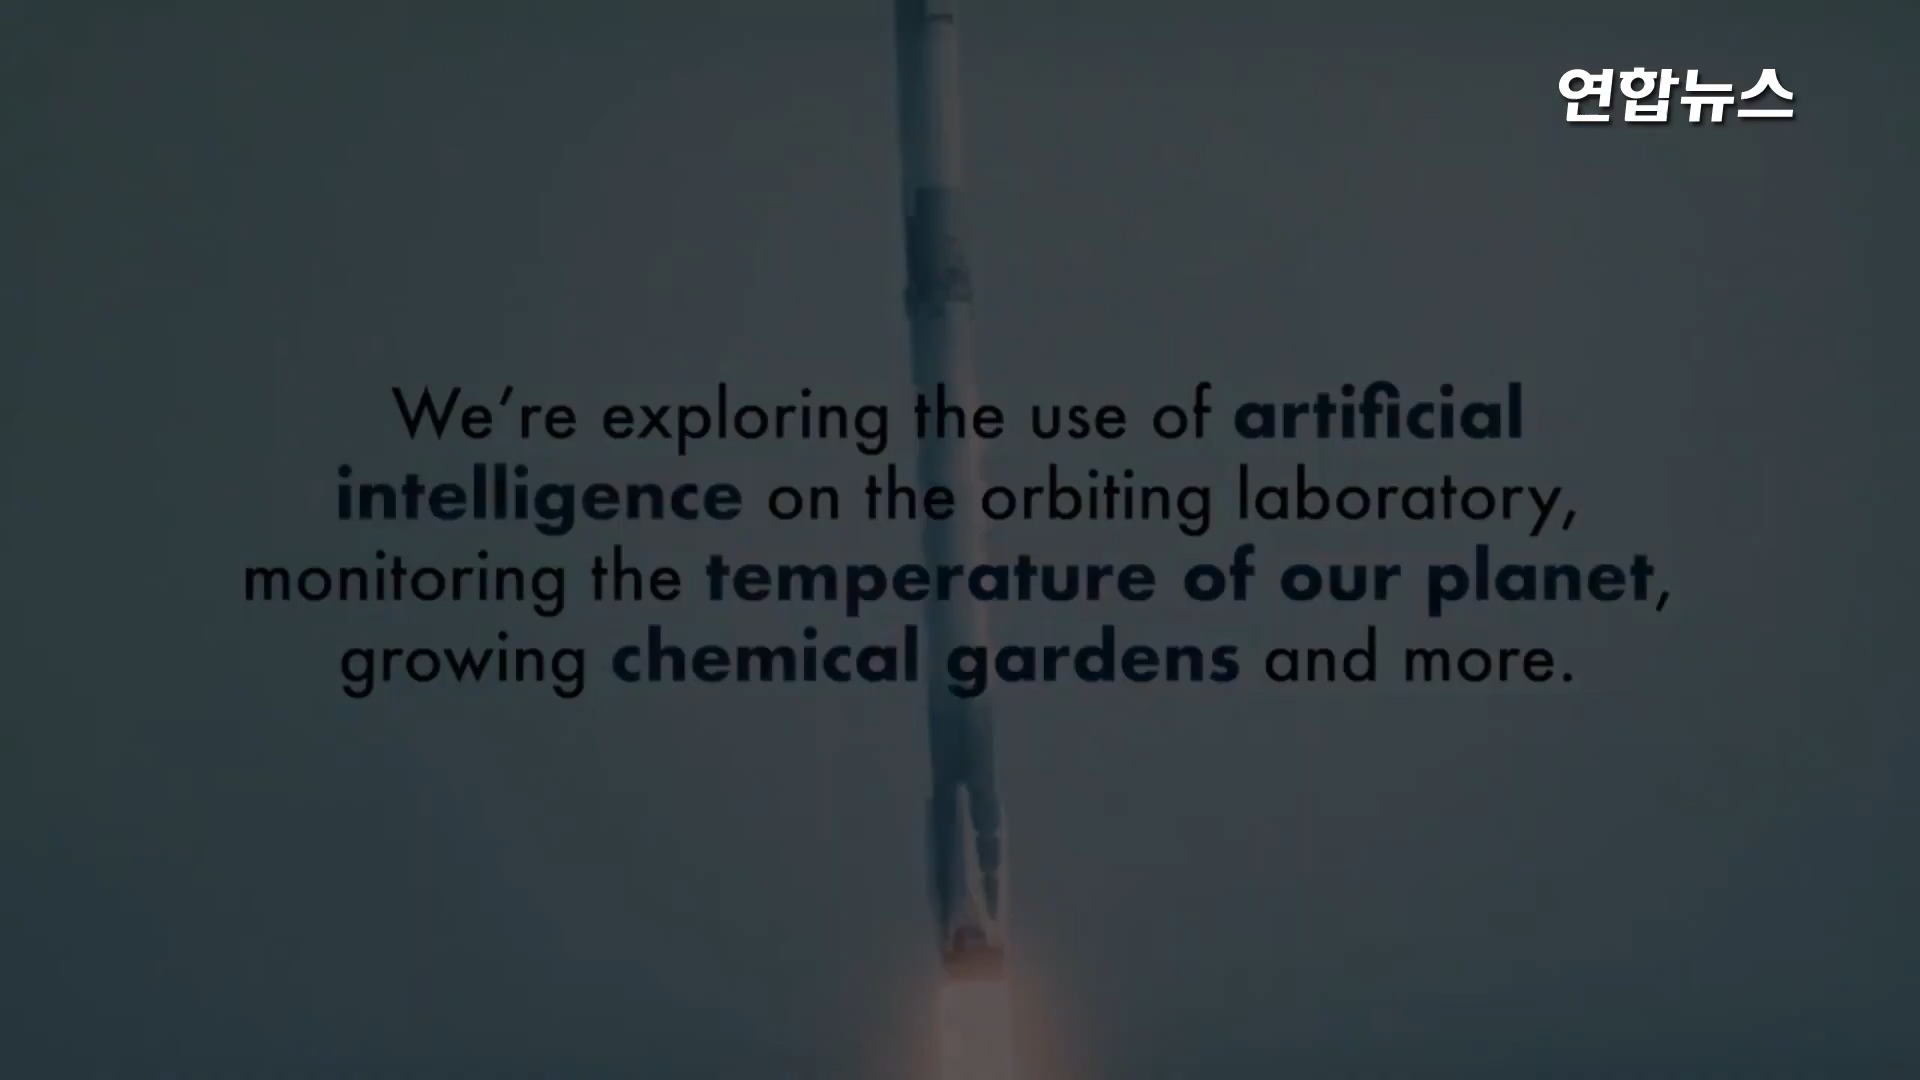 연합뉴스
We’re exploring the use of artificial
intelligence on the orbiting laboratory,
monitoring the temperature of our planet,
growing chemical gardens and more.